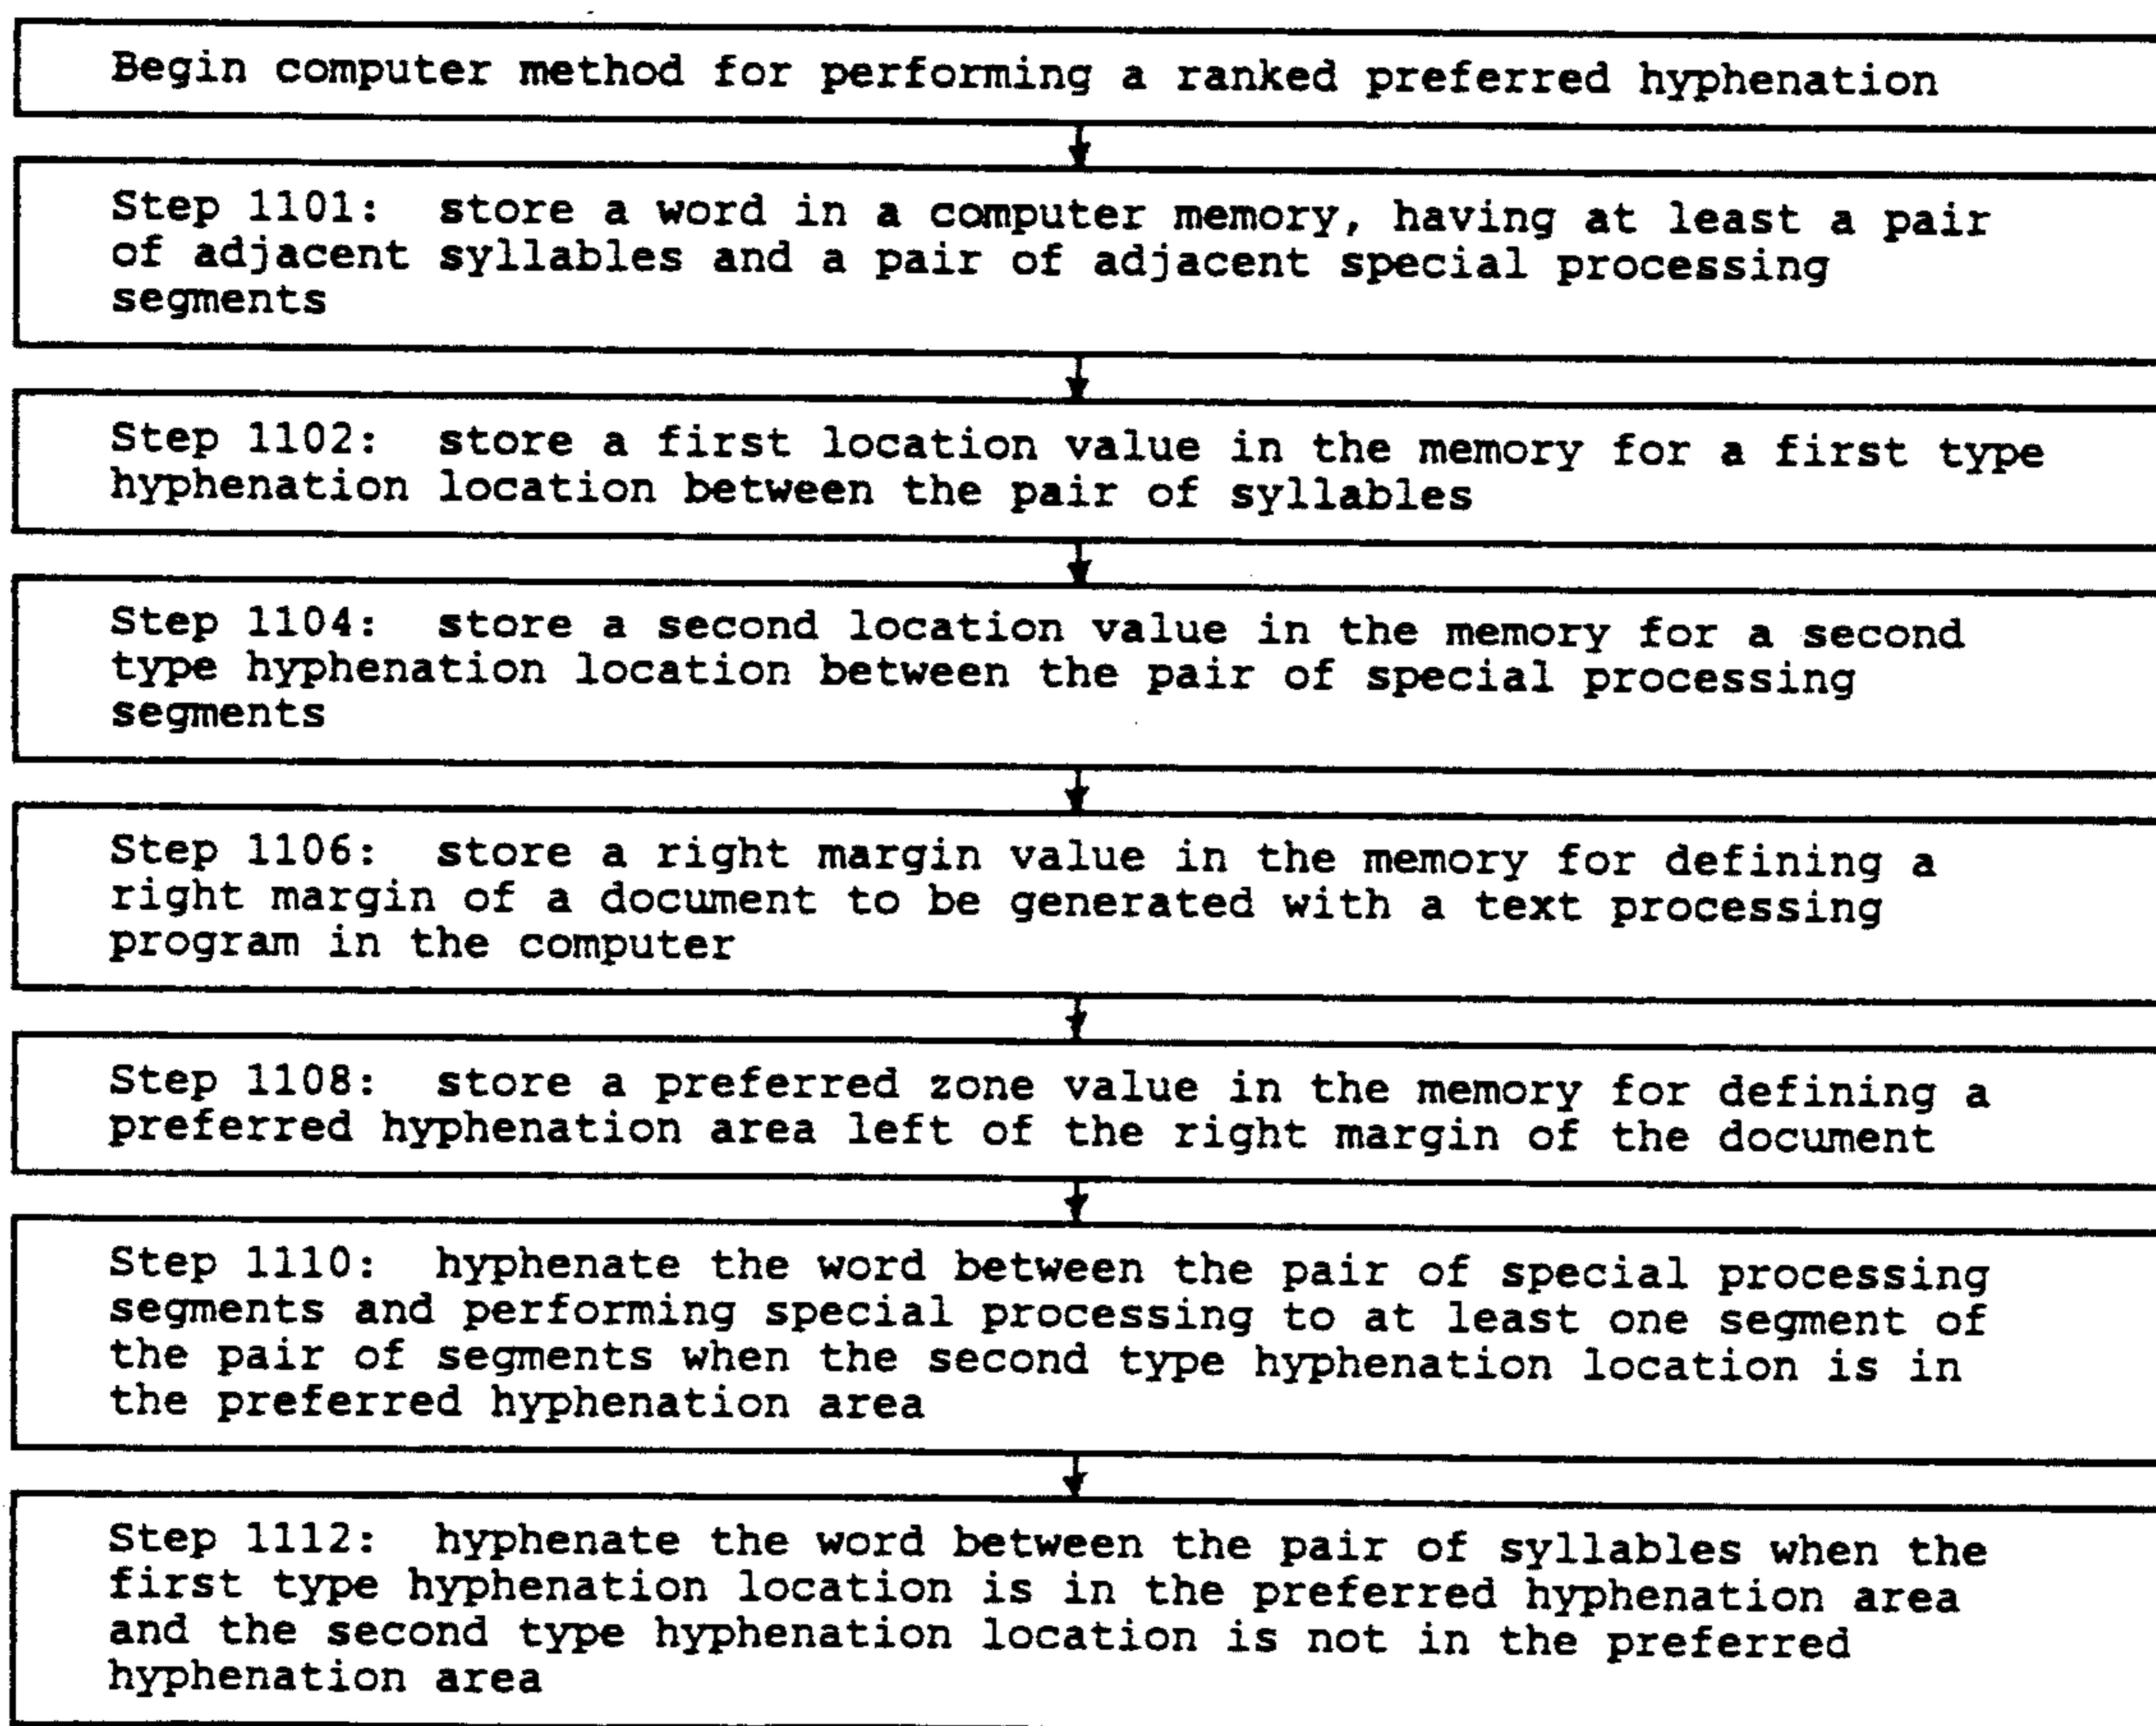 Begin computer method for performing a ranked preferred hyphenation
Step 1101: store a word in a computer memory, having at least a pair
of adjacent syllables and a pair of adjacent special processing
segments
Step 1102: store a first location value in the memory for a first type
hyphenation location between the pair of syllables
Step 1104: store a second location value in the memory for a second
type hyphenation location between the pair of special processing
segments
Step 1106: store a right margin value in the memory for defining a
right margin of a document to be generated with a text processing
program in the computer
Step 1108: store a preferred zone value in the memory for defining a
preferred hyphenation area left of the right margin of the document
Step 1110: hyphenate the word between the pair of special processing
segments and performing special processing to at least one segment of
the pair of segments when the second type hyphenation location is in
the preferred hyphenation area
Step 1112: hyphenate the word between the pair of syllables when the
first type hyphenation location is in the preferred hyphenation area
and the second type hyphenation location is not in the preferred
hyphenation area